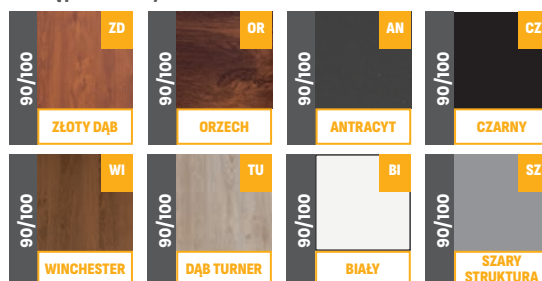 90/100 ZD
ZŁOTY DĄB
90/100 OR
ORZECH
90/100 AN
ANTRACYT
90/100 CZ
CZARNY
90/100 WI
WINCHESTER
90/100 TU
DĄB TURNER
90/100 BI
BIAŁY
90/100 SZ
SZARY
STRUKTURA